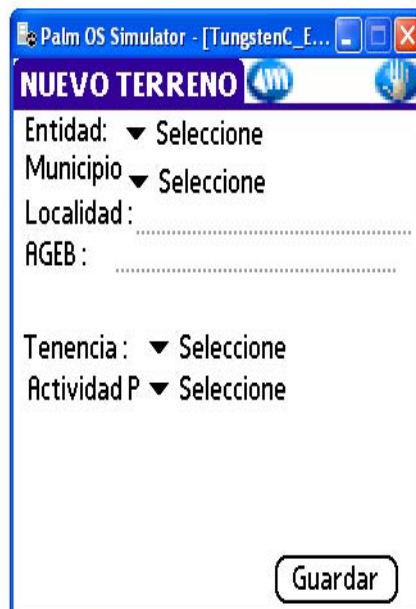 Palm OS Simulator - [TungstenC_E...
NUEVO TERRENO
Entidad: Seleccione
Municipio Seleccione
Localidad :
AGEB :
Tenencia : Seleccione
Actividad P Seleccione
Guardar